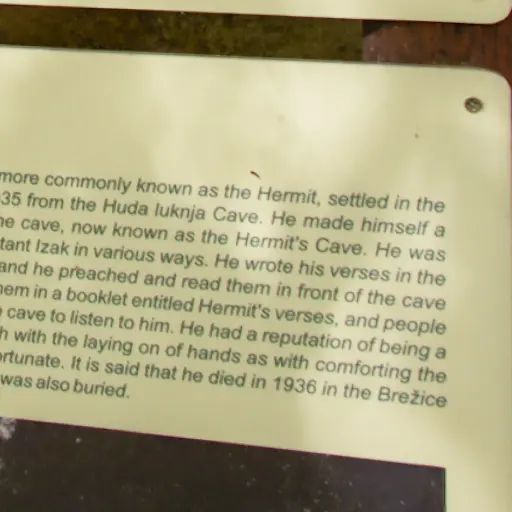 more commonly known as the Hermit, settled in the
35 from the Huda luknja Cave. He made himself a
he cave, now known as the Hermit's Cave. He was
tant Izak in various ways. He wrote his verses in the
and he preached and read them in front of the cave
hem in a booklet entitled Hermit's verses, and people
cave to listen to him. He had a reputation of being a
h with the laying on of hands as with comforting the
ortunate. It is said that he died in 1936 in the Brežice
was also buried.